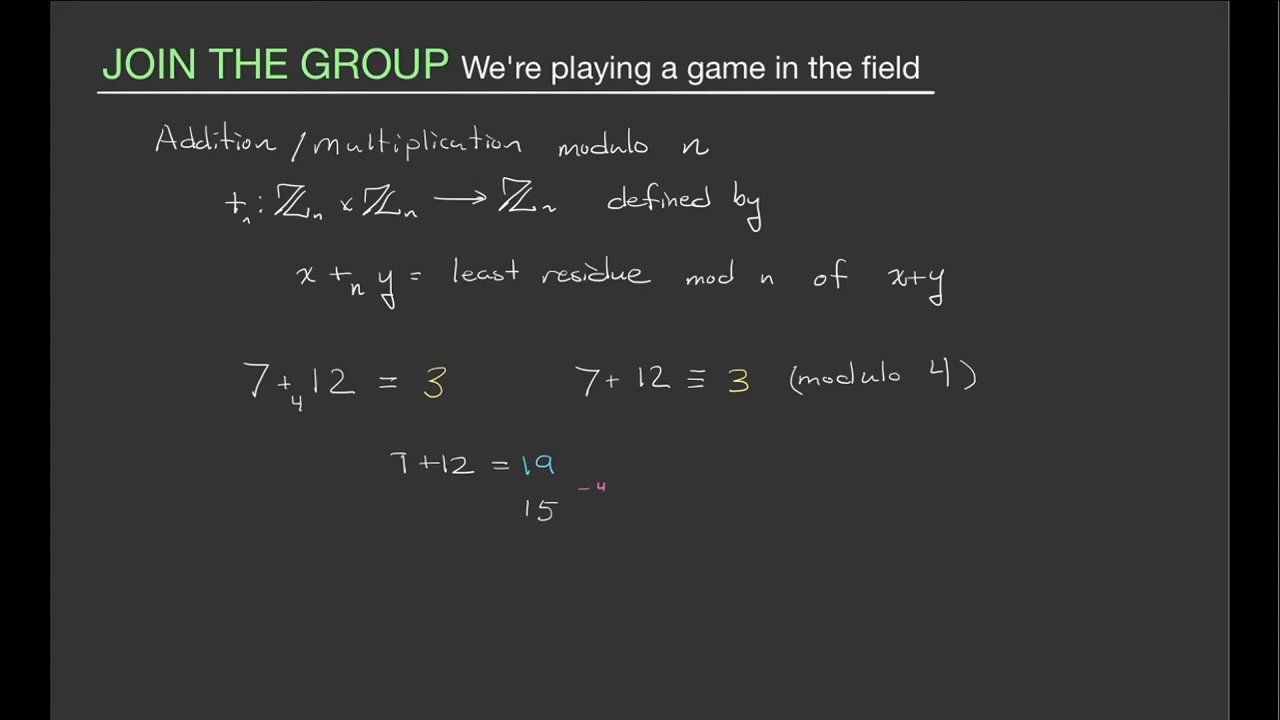 JOIN THE GROUP We're playing a game in the field
Addition / multiplication modulo n
+ₙ : ℤₙ × ℤₙ → ℤₙ defined by
x +ₙ y = least residue mod n of x+y
7 +₄ 12 = 3 7 + 12 ≡ 3 (modulo 4)
7 + 12 = 19
-4
15